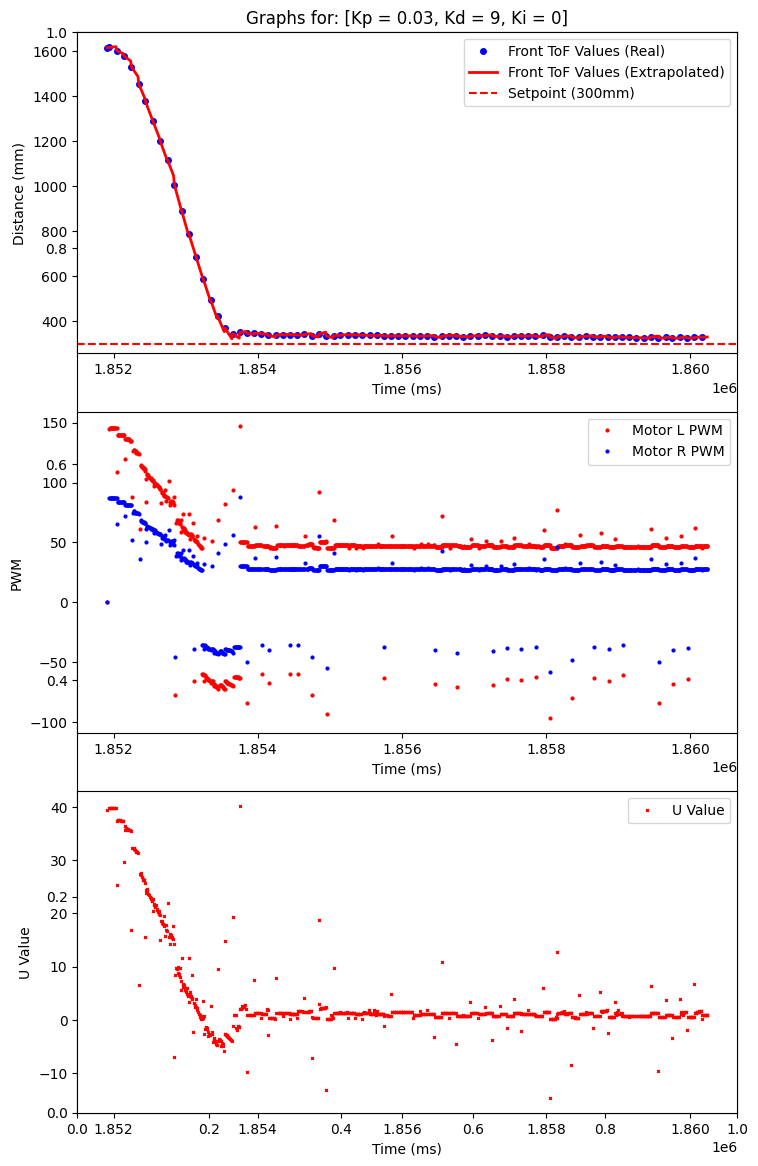 Graphs for: [Kp = 0.03, Kd = 9, Ki = 0]
1.0
1600
1400
1200
1000
800
0.8
600
400
Distance (mm)
Front ToF Values (Real)
Front ToF Values (Extrapolated)
Setpoint (300mm)
1.852 1.854 1.856 1.858 1.860
1e6
Time (ms)
150
0.6
100
50
0
−50
0.4
−100
PWM
Motor L PWM
Motor R PWM
1.852 1.854 1.856 1.858 1.860
1e6
Time (ms)
40
30
0.2
20
10
0
−10
0.0
U Value
U Value
0.0 1.852 0.2 1.854 0.4 1.856 0.6 1.858 0.8 1.860 1.0
1e6
Time (ms)